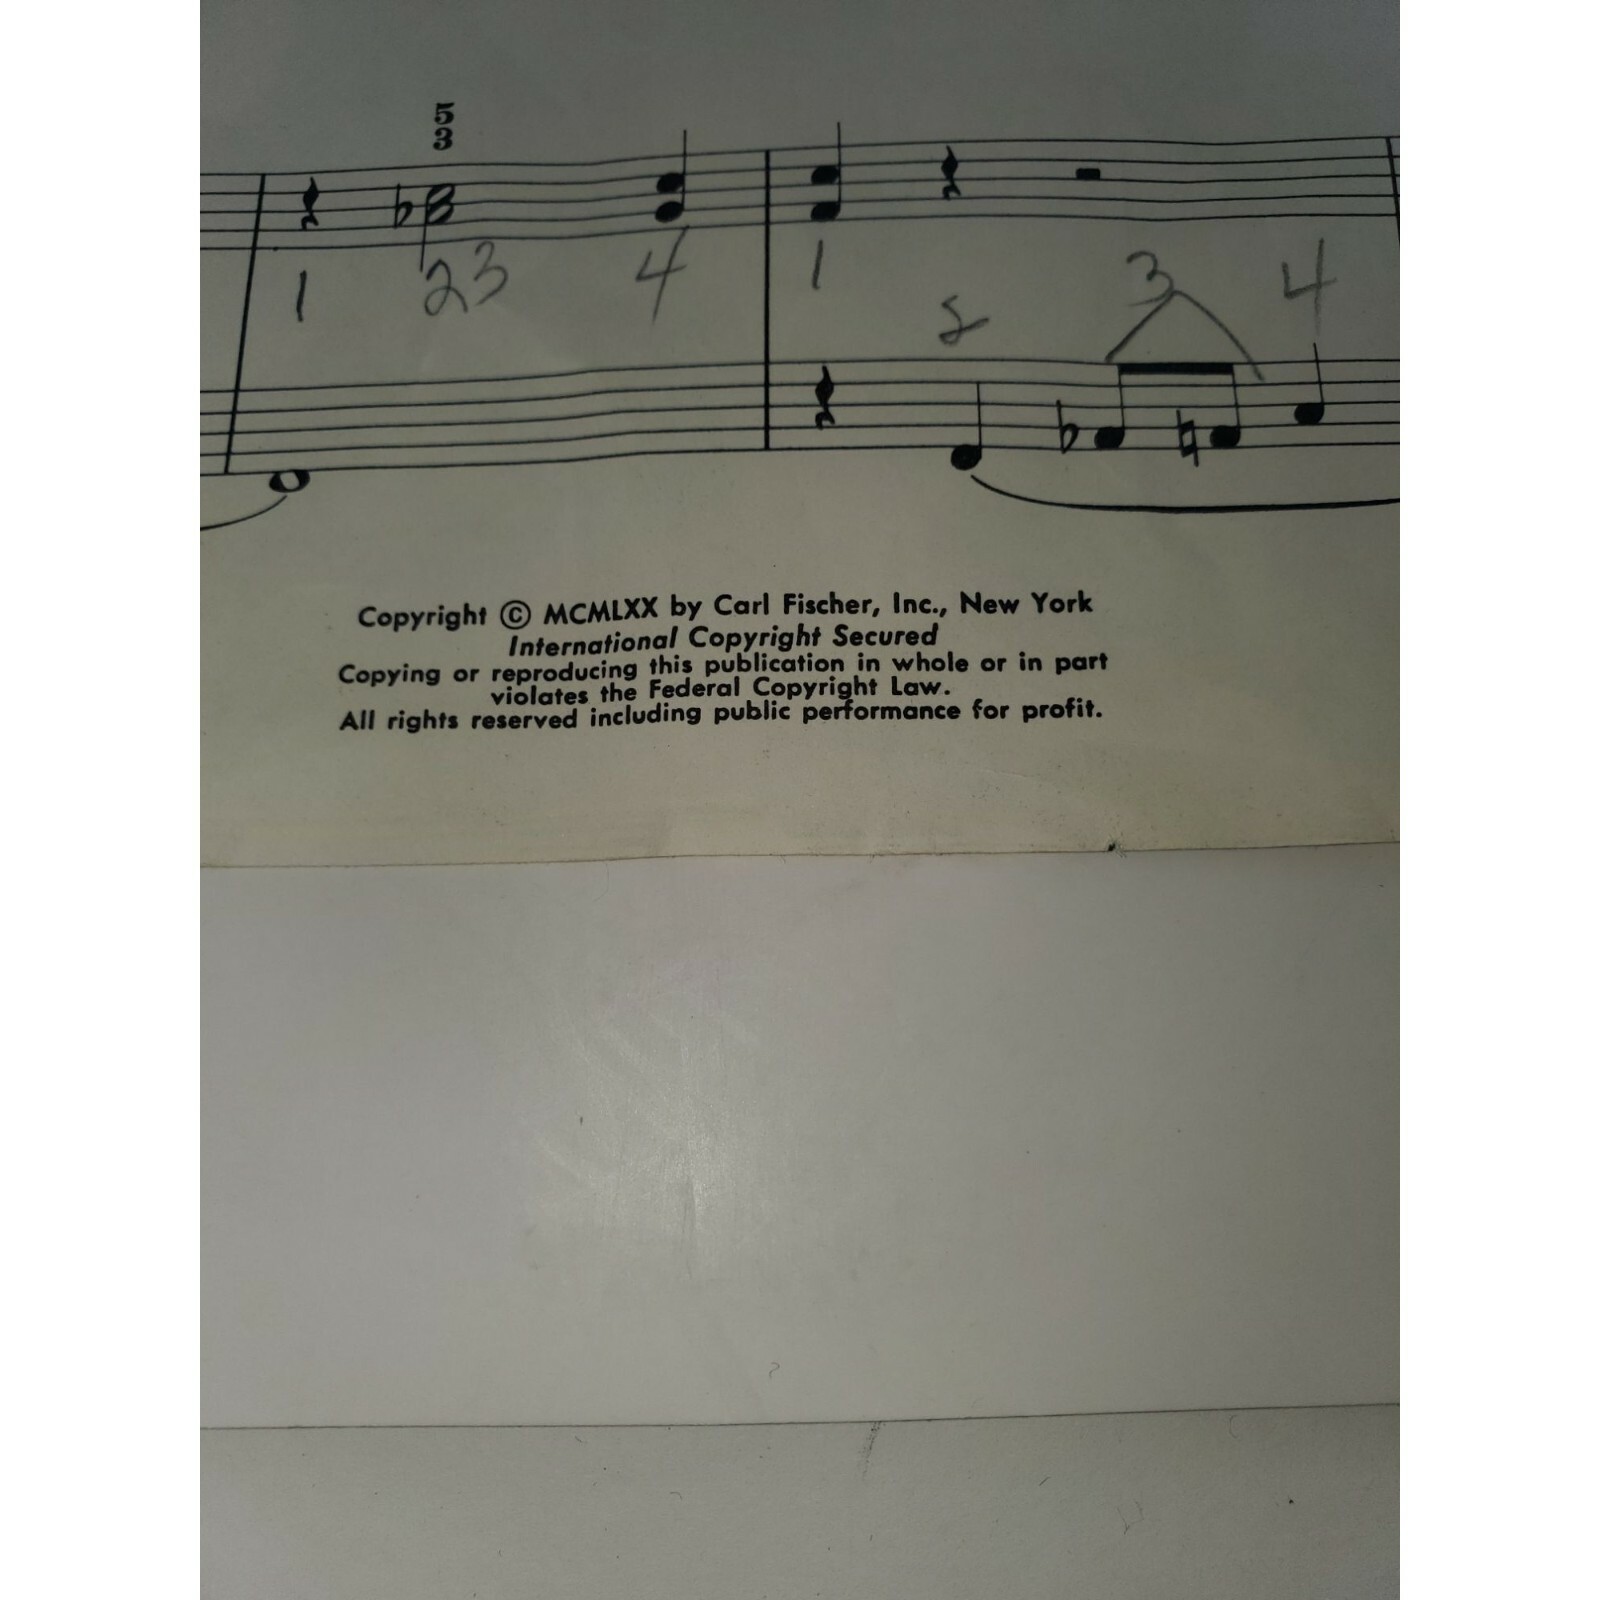 5
3
1 23 4 1
2 3 4
Copyright © MCMLXX by Carl Fischer, Inc., New York
International Copyright Secured
Copying or reproducing this publication in whole or in part
violates the Federal Copyright Law.
All rights reserved including public performance for profit.